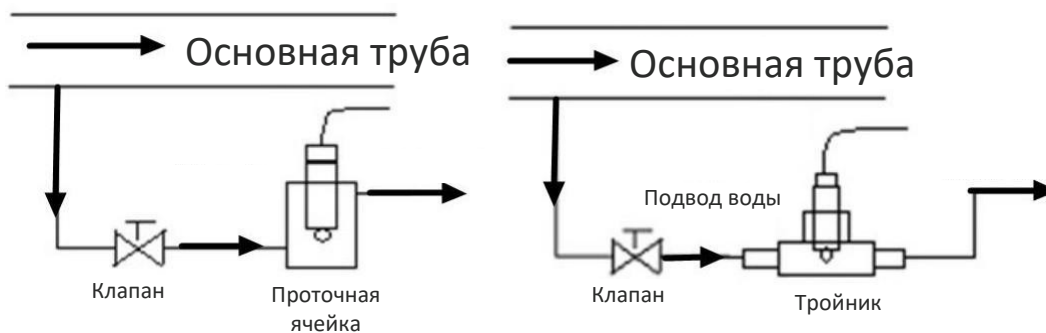 Основная труба
Основная труба
Подвод воды
Клапан
Проточная
ячейка
Клапан
Тройник